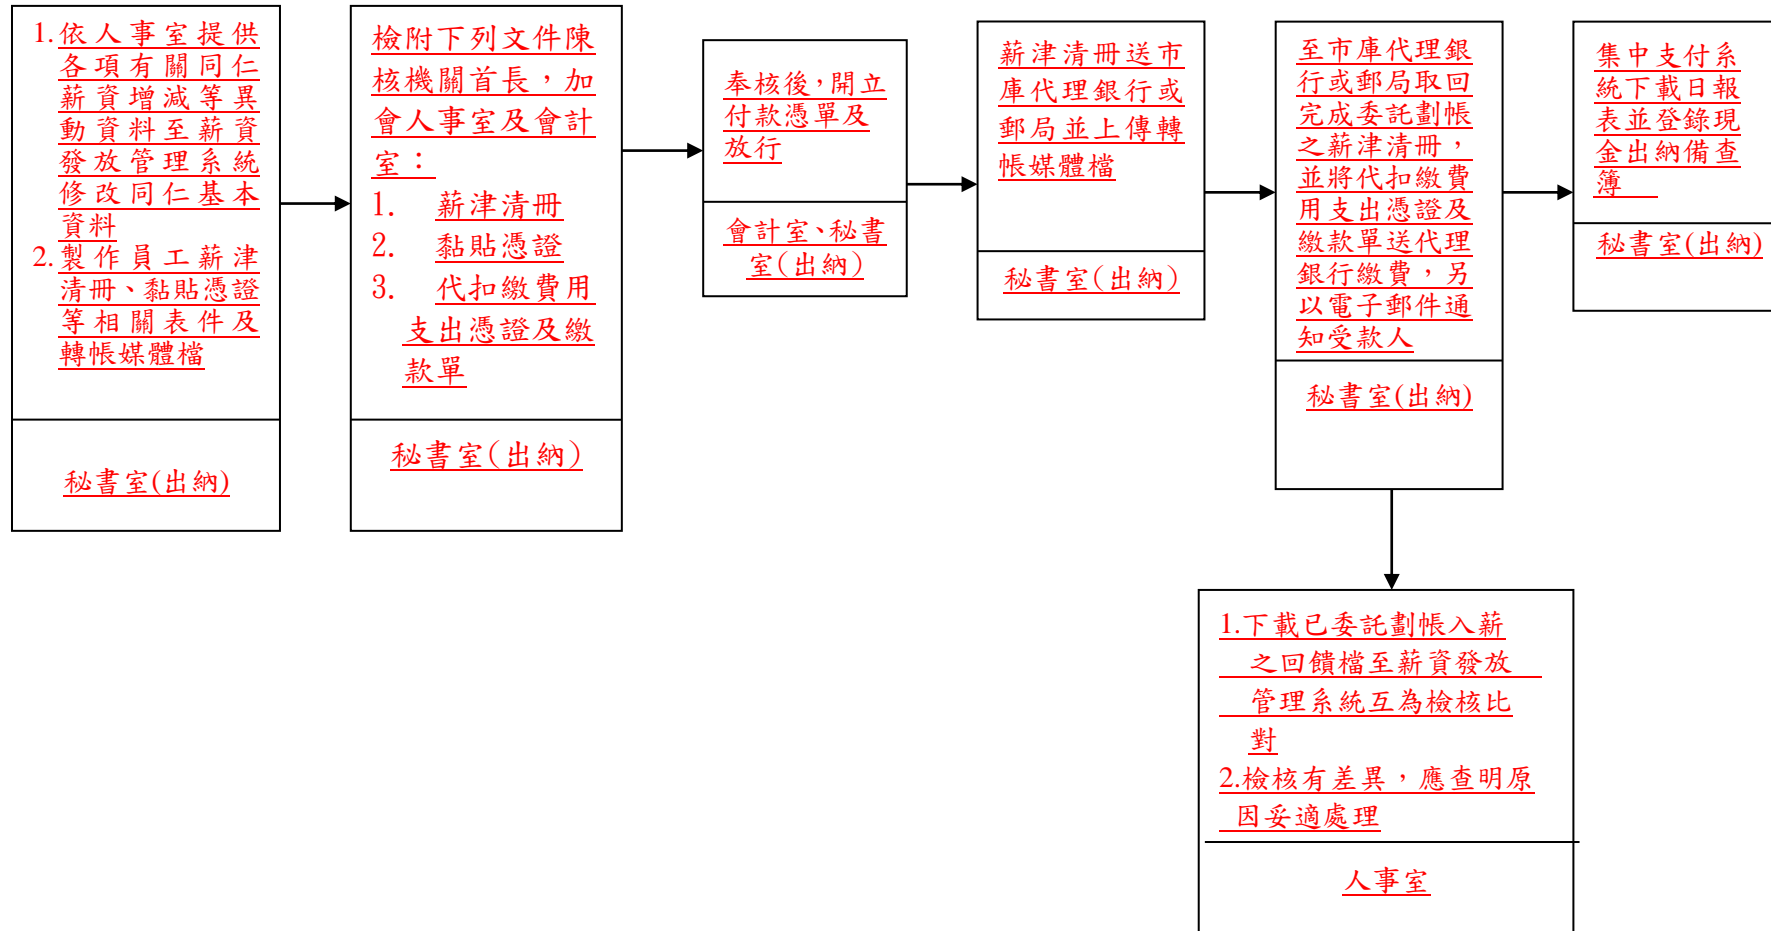 1.依人事室提供
各項有關同仁
薪資增減等異
動資料至薪資
發放管理系統
修改同仁基本
資料
2.製作員工薪津
清冊、黏貼憑證
等相關表件及
轉帳媒體檔
秘書室(出納)
檢附下列文件陳
核機關首長，加
會人事室及會計
室：
1. 薪津清冊
2. 黏貼憑證
3. 代扣繳費用
支出憑證及繳
款單
秘書室(出納)
奉核後，開立
付款憑單及
放行
會計室、秘書
室(出納)
薪津清冊送市
庫代理銀行或
郵局並上傳轉
帳媒體檔
秘書室(出納)
至市庫代理銀
行或郵局取回
完成委託劃帳
之薪津清冊，
並將代扣繳費
用支出憑證及
繳款單送代理
銀行繳費，另
以電子郵件通
知受款人
秘書室(出納)
集中支付系
統下載日報
表並登錄現
金出納備查
簿
秘書室(出納)
1.下載已委託劃帳入薪
之回饋檔至薪資發放
管理系統互為檢核比
對
2.檢核有差異，應查明原
因妥適處理
人事室